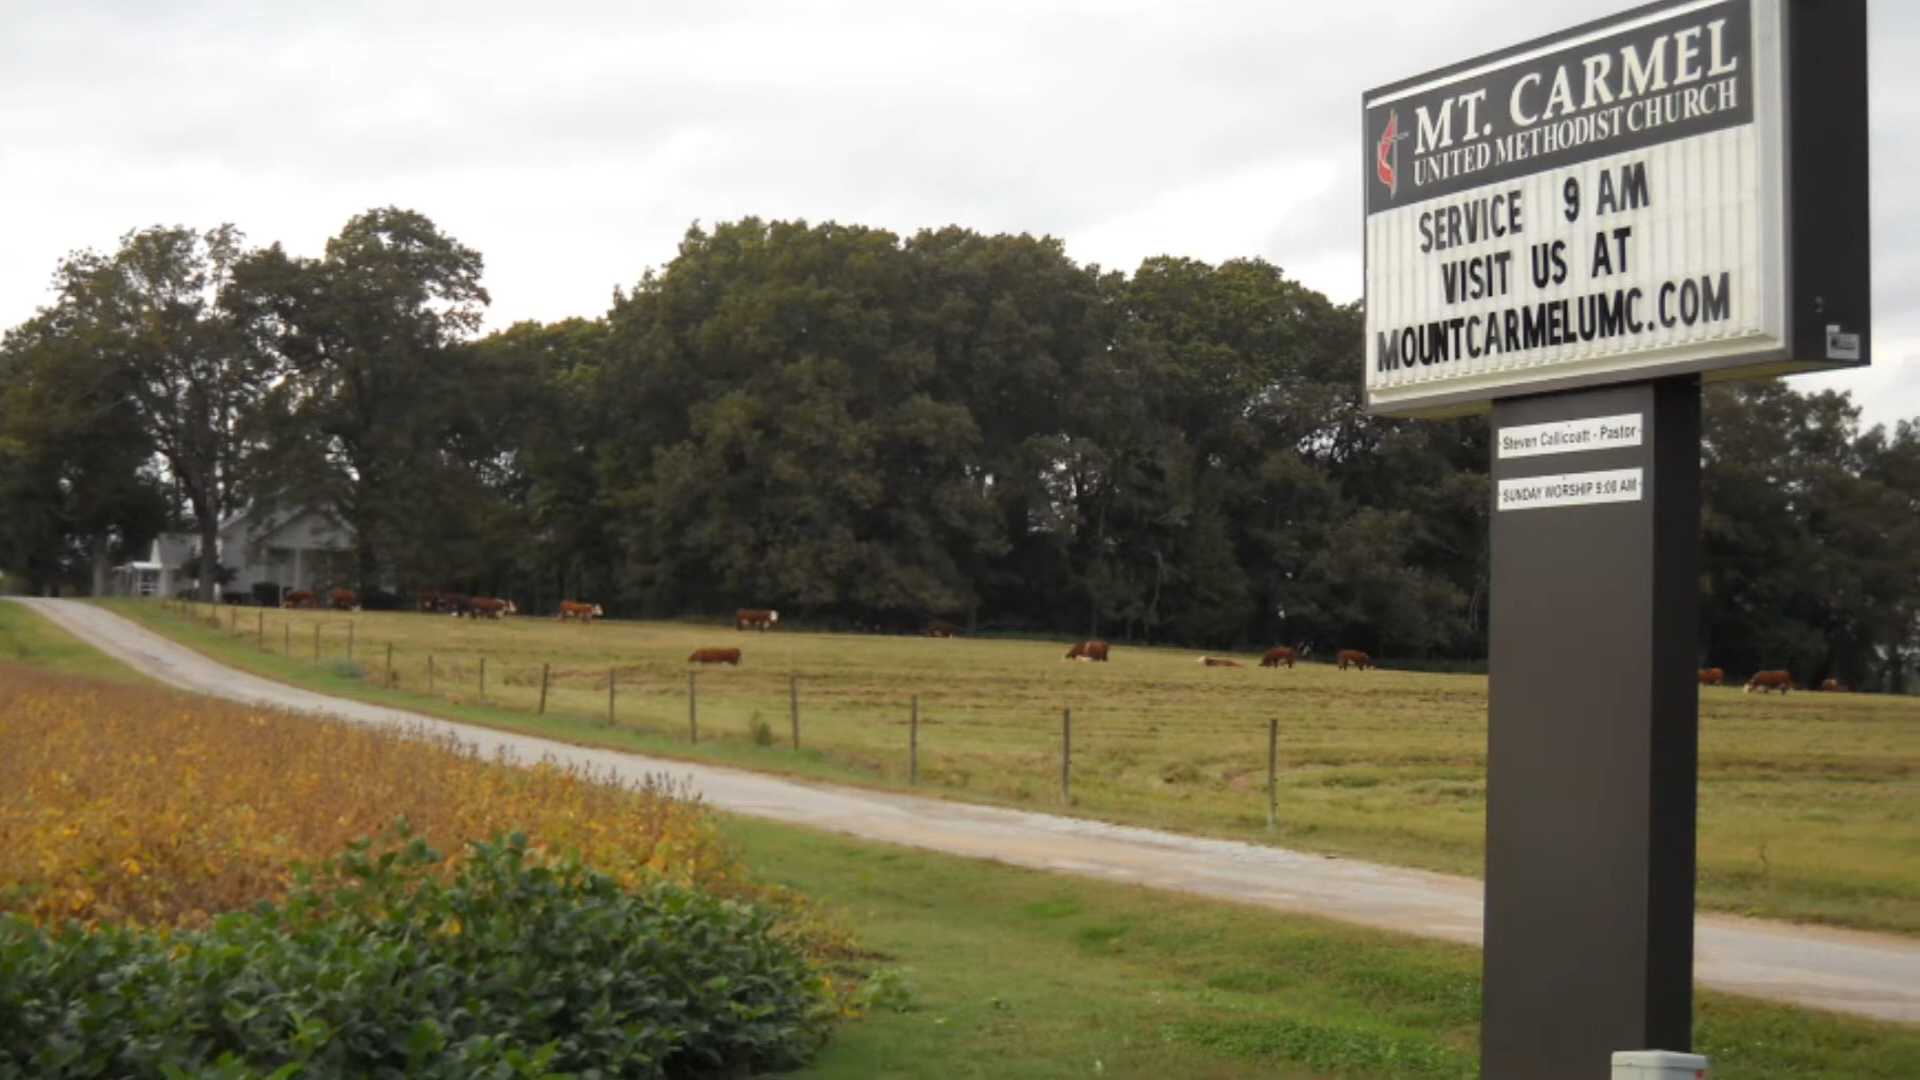 MT. CARMEL
UNITED METHODIST CHURCH
SERVICE 9 AM
VISIT US AT
MOUNTCARMELUMC.COM
Steven Callicoatt - Pastor
SUNDAY WORSHIP 9:00 AM